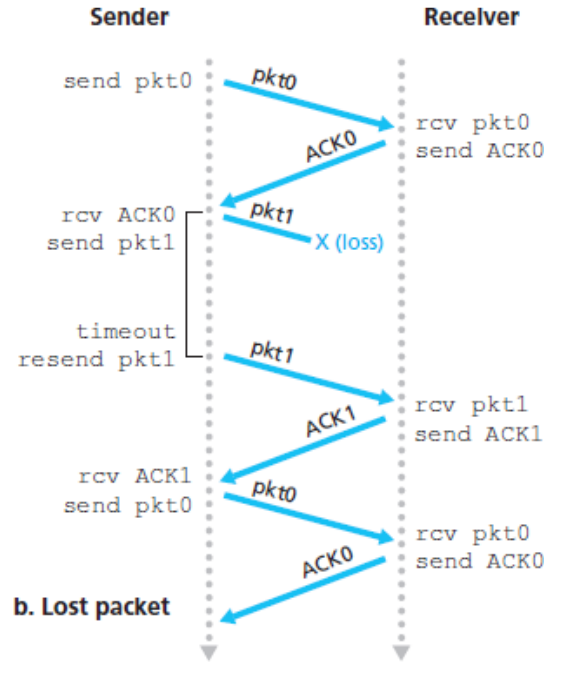 Sender Receiver
send pkt0
pkt0
rcv pkt0
send ACK0
ACK0
rcv ACK0
send pkt1
pkt1
X (loss)
timeout
resend pkt1
pkt1
rcv pkt1
send ACK1
ACK1
rcv ACK1
send pkt0
pkt0
rcv pkt0
send ACK0
ACK0
b. Lost packet